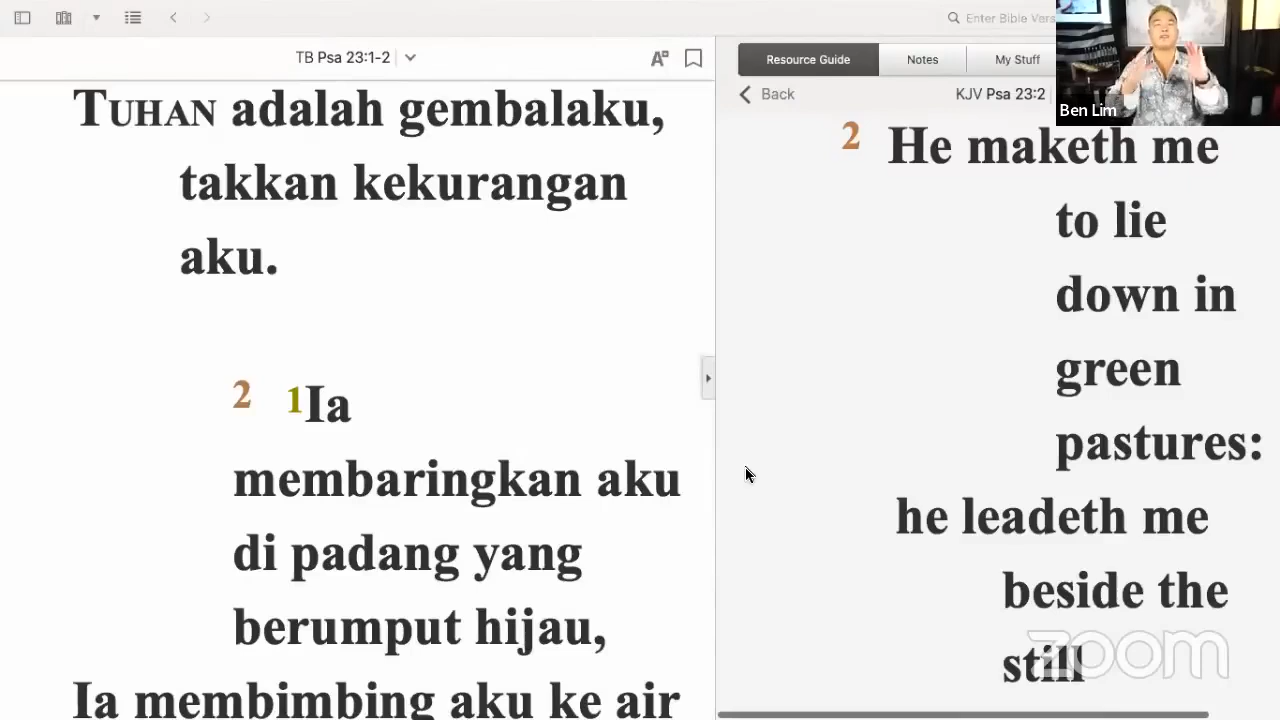 TB Psa 23:1-2
TUHAN adalah gembalaku,
takkan kekurangan
aku.
2 1Ia
membaringkan aku
di padang yang
berumput hijau,
Ia membimbing aku ke air
Enter Bible Vers
Resource Guide Notes My Stuff
Back KJV Psa 23:2
2 He maketh me
to lie
down in
green
pastures:
he leadeth me
beside the
still
Ben Lim
zoom